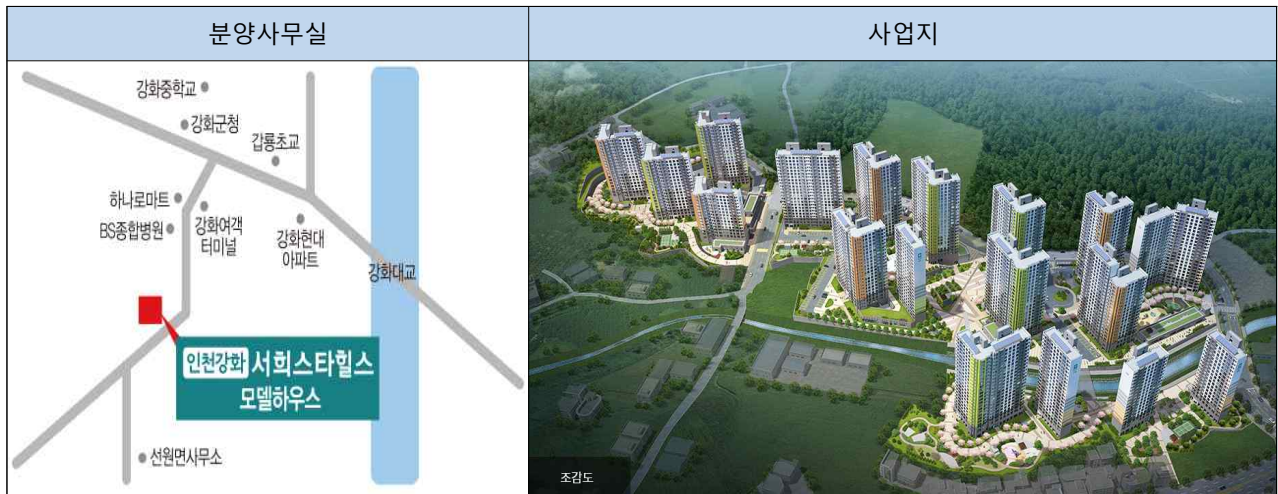 분양사무실
사업지
강화중학교
강화군청
갑룡초교
하나로마트
BS종합병원
강화여객
터미널
강화현대
아파트
강화대교
인천강화 서희스타힐스
모델하우스
선원면사무소
조감도